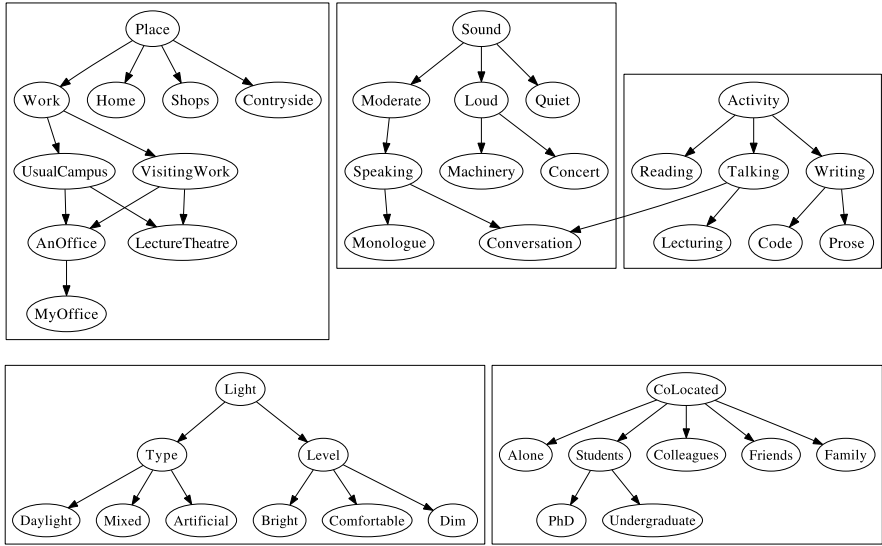 Place
Work Home Shops Contryside
UsualCampus VisitingWork
AnOffice LectureTheatre
MyOffice
Sound
Moderate Loud Quiet
Speaking Machinery Concert
Monologue Conversation
Activity
Reading Talking Writing
Lecturing Code Prose
Light
Type Level
Daylight Mixed Artificial Bright Comfortable Dim
CoLocated
Alone Students Colleagues Friends Family
PhD Undergraduate